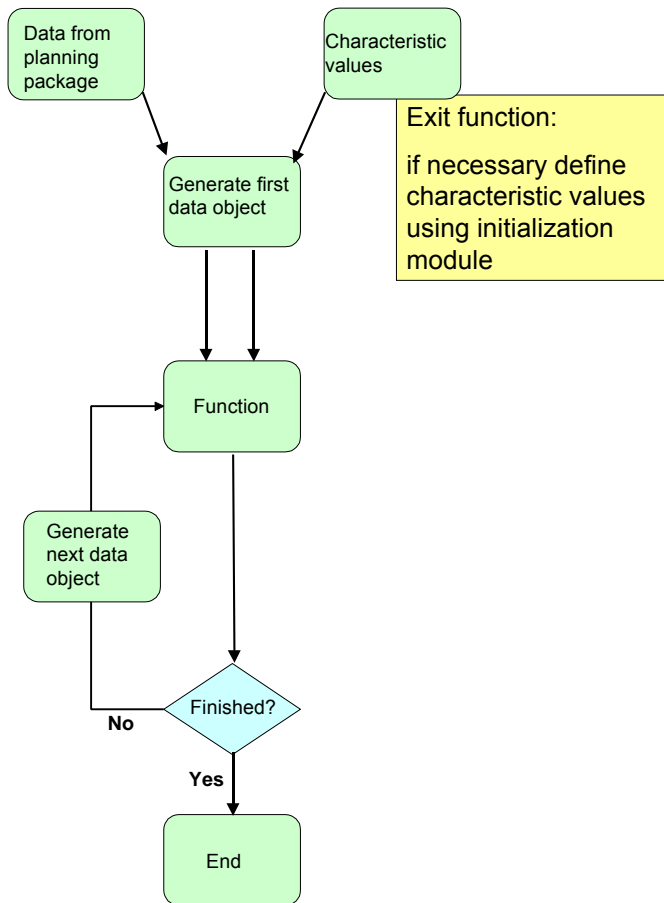 Data from
planning
package
Characteristic
values
Exit function:
if necessary define
characteristic values
using initialization
module
Generate first
data object
Function
Generate
next data
object
Finished?
No
Yes
End